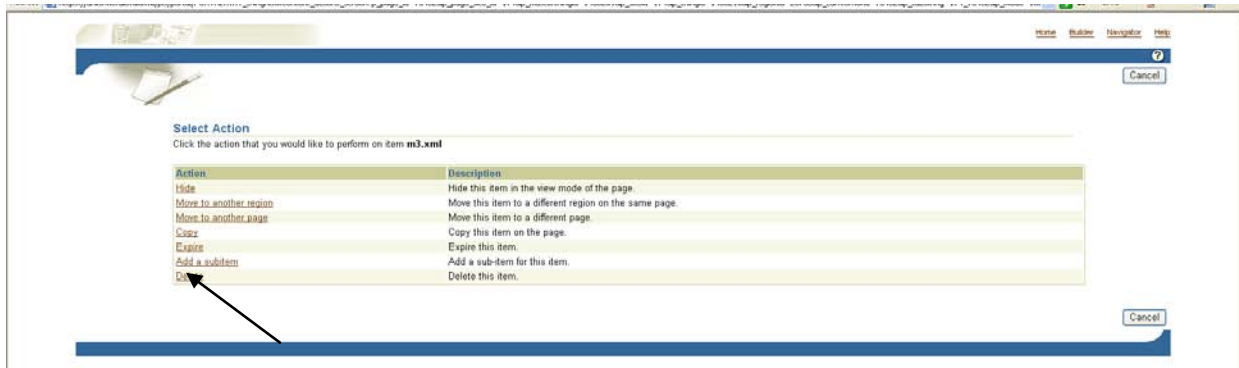 Home Builder Navigator Help
?
Cancel
Select Action
Click the action that you would like to perform on item m3.xml
Action Description
Hide Hide this item in the view mode of the page.
Move to another region Move this item to a different region on the same page.
Move to another page Move this item to a different page.
Copy Copy this item on the page.
Expire Expire this item.
Add a subitem Add a sub-item for this item.
Delete this item.
Cancel